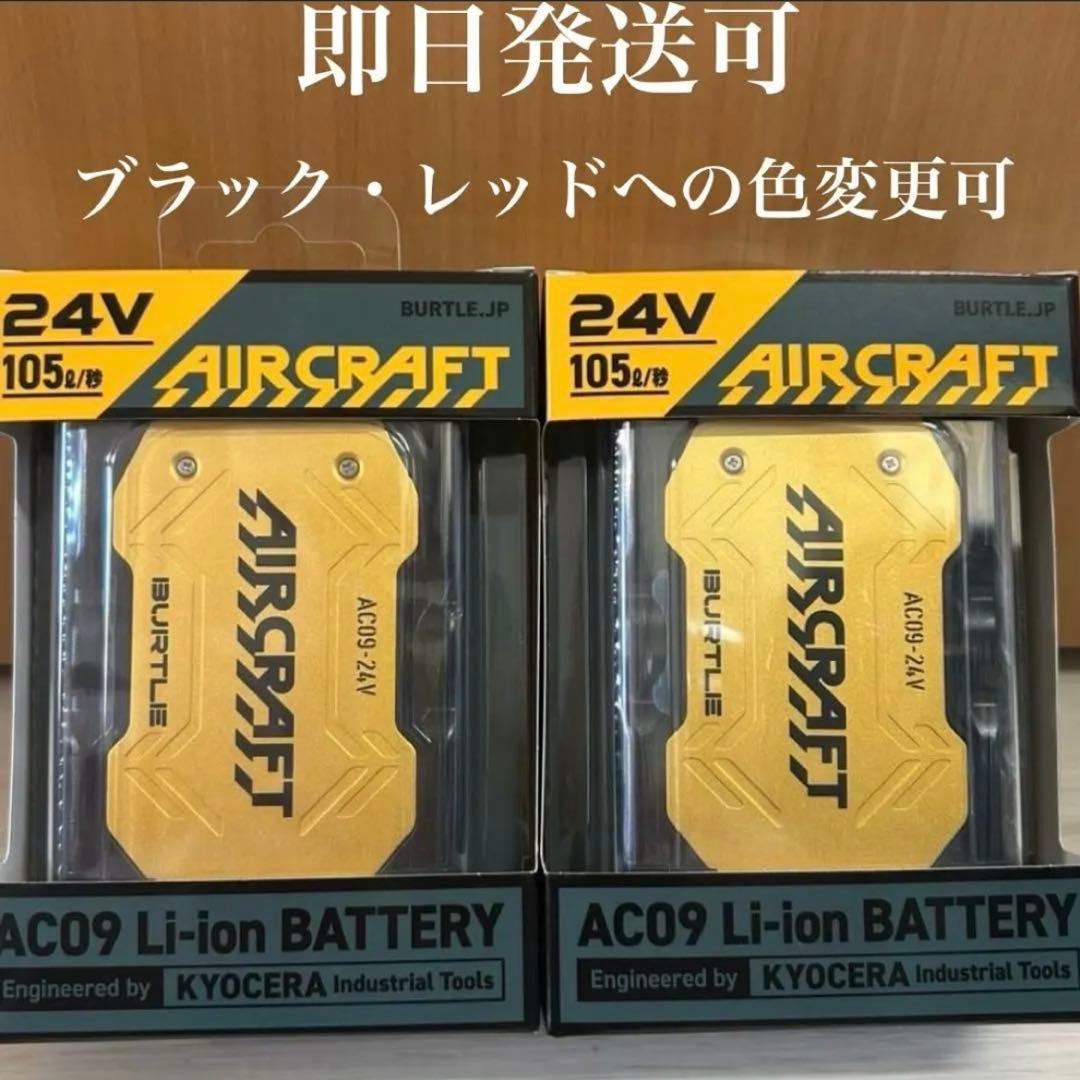 即日発送可
ブラック・レッドへの色変更可
24V
105ℓ/秒
BURTLE.JP
AIRCRAFT
AIRCRAFT
BURTLE
AC09-24V
AC09 Li-ion BATTERY
Engineered by KYOCERA Industrial Tools
24V
105ℓ/秒
BURTLE.JP
AIRCRAFT
AIRCRAFT
BURTLE
AC09-24V
AC09 Li-ion BATTERY
Engineered by KYOCERA Industrial Tools